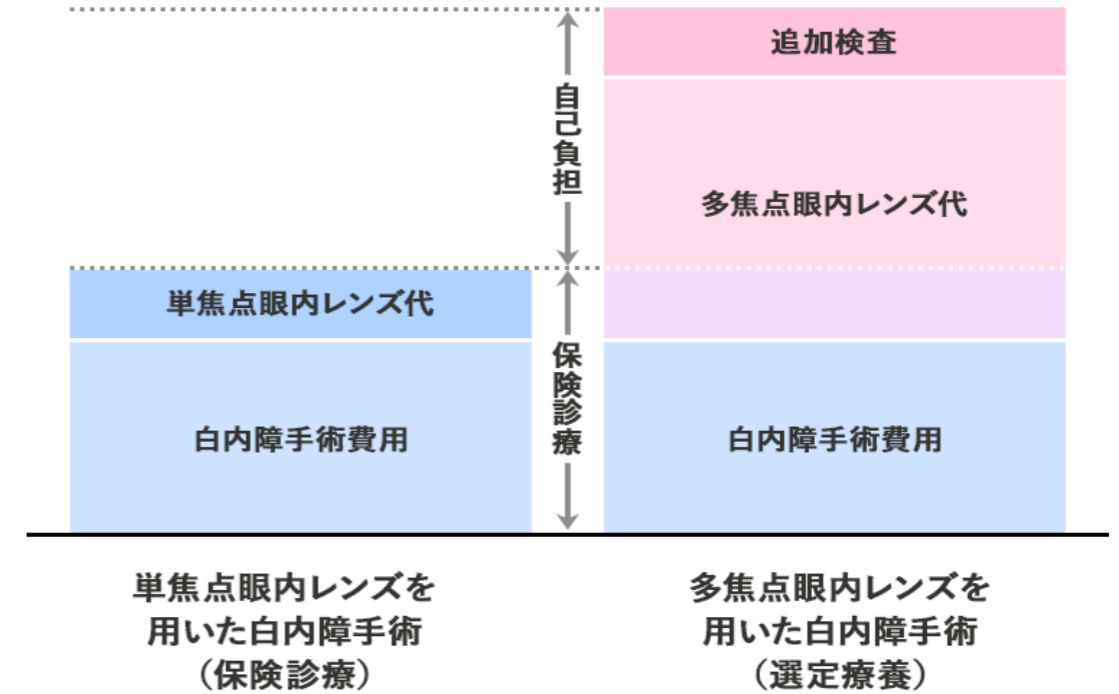 追加検査
自己負担
多焦点眼内レンズ代
単焦点眼内レンズ代
保険診療
白内障手術費用
白内障手術費用
単焦点眼内レンズを
用いた白内障手術
（保険診療）
多焦点眼内レンズを
用いた白内障手術
（選定療養）